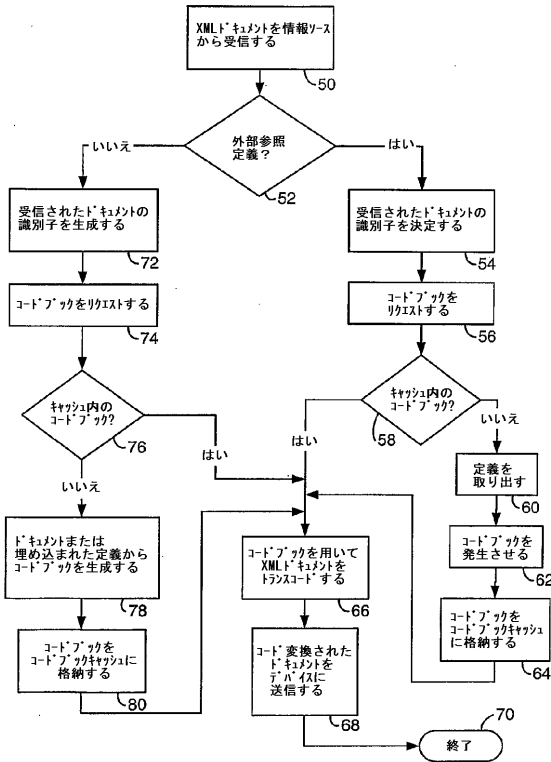 XMLドキュメントを情報ソース
から受信する
50
外部参照
定義？
52
いいえ
はい
受信されたドキュメントの
識別子を生成する
72
受信されたドキュメントの
識別子を決定する
54
コードブックをリクエストする
74
コードブックを
リクエストする
56
キャッシュ内の
コードブック?
76
キャッシュ内の
コードブック?
58
はい
はい
いいえ
いいえ
定義を
取り出す
60
ドキュメントまたは
埋め込まれた定義から
コードブックを生成する
78
コードブックを用いて
XMLドキュメントを
トランスコードする
66
コードブックを
発生させる
62
コードブックを
コードブックキャッシュに
格納する
80
コード変換された
ドキュメントを
デバイスに
送信する
68
コードブックを
コードブックキャッシュ
に格納する
64
70
終了